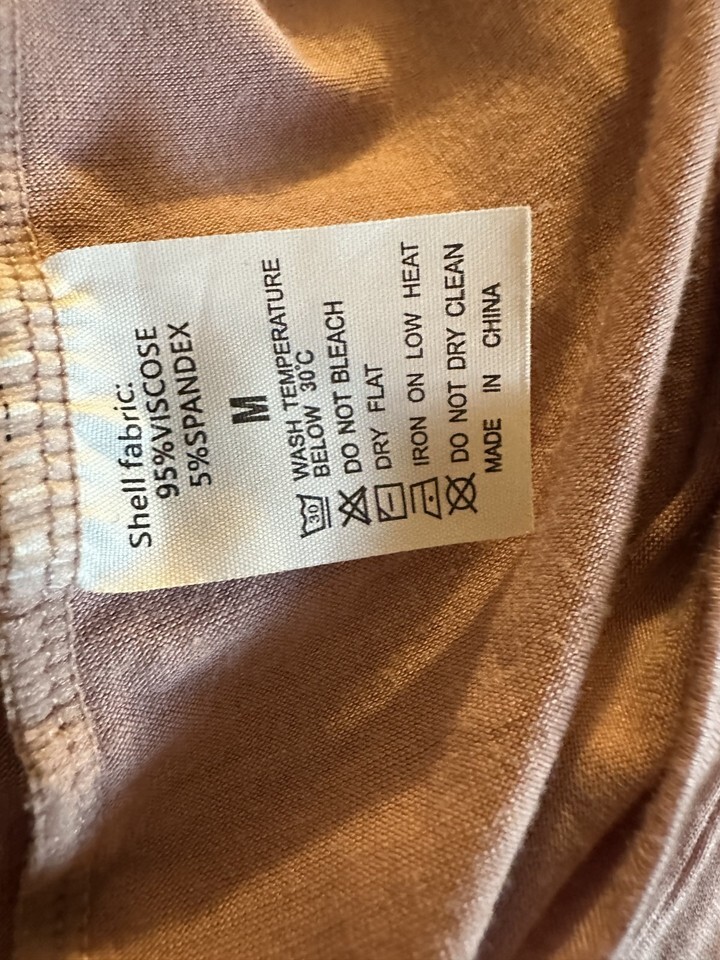 Shell fabric:
95%VISCOSE
5%SPANDEX
M
30 WASH TEMPERATURE
BELOW 30℃
DO NOT BLEACH
DRY FLAT
IRON ON LOW HEAT
DO NOT DRY CLEAN
MADE IN CHINA